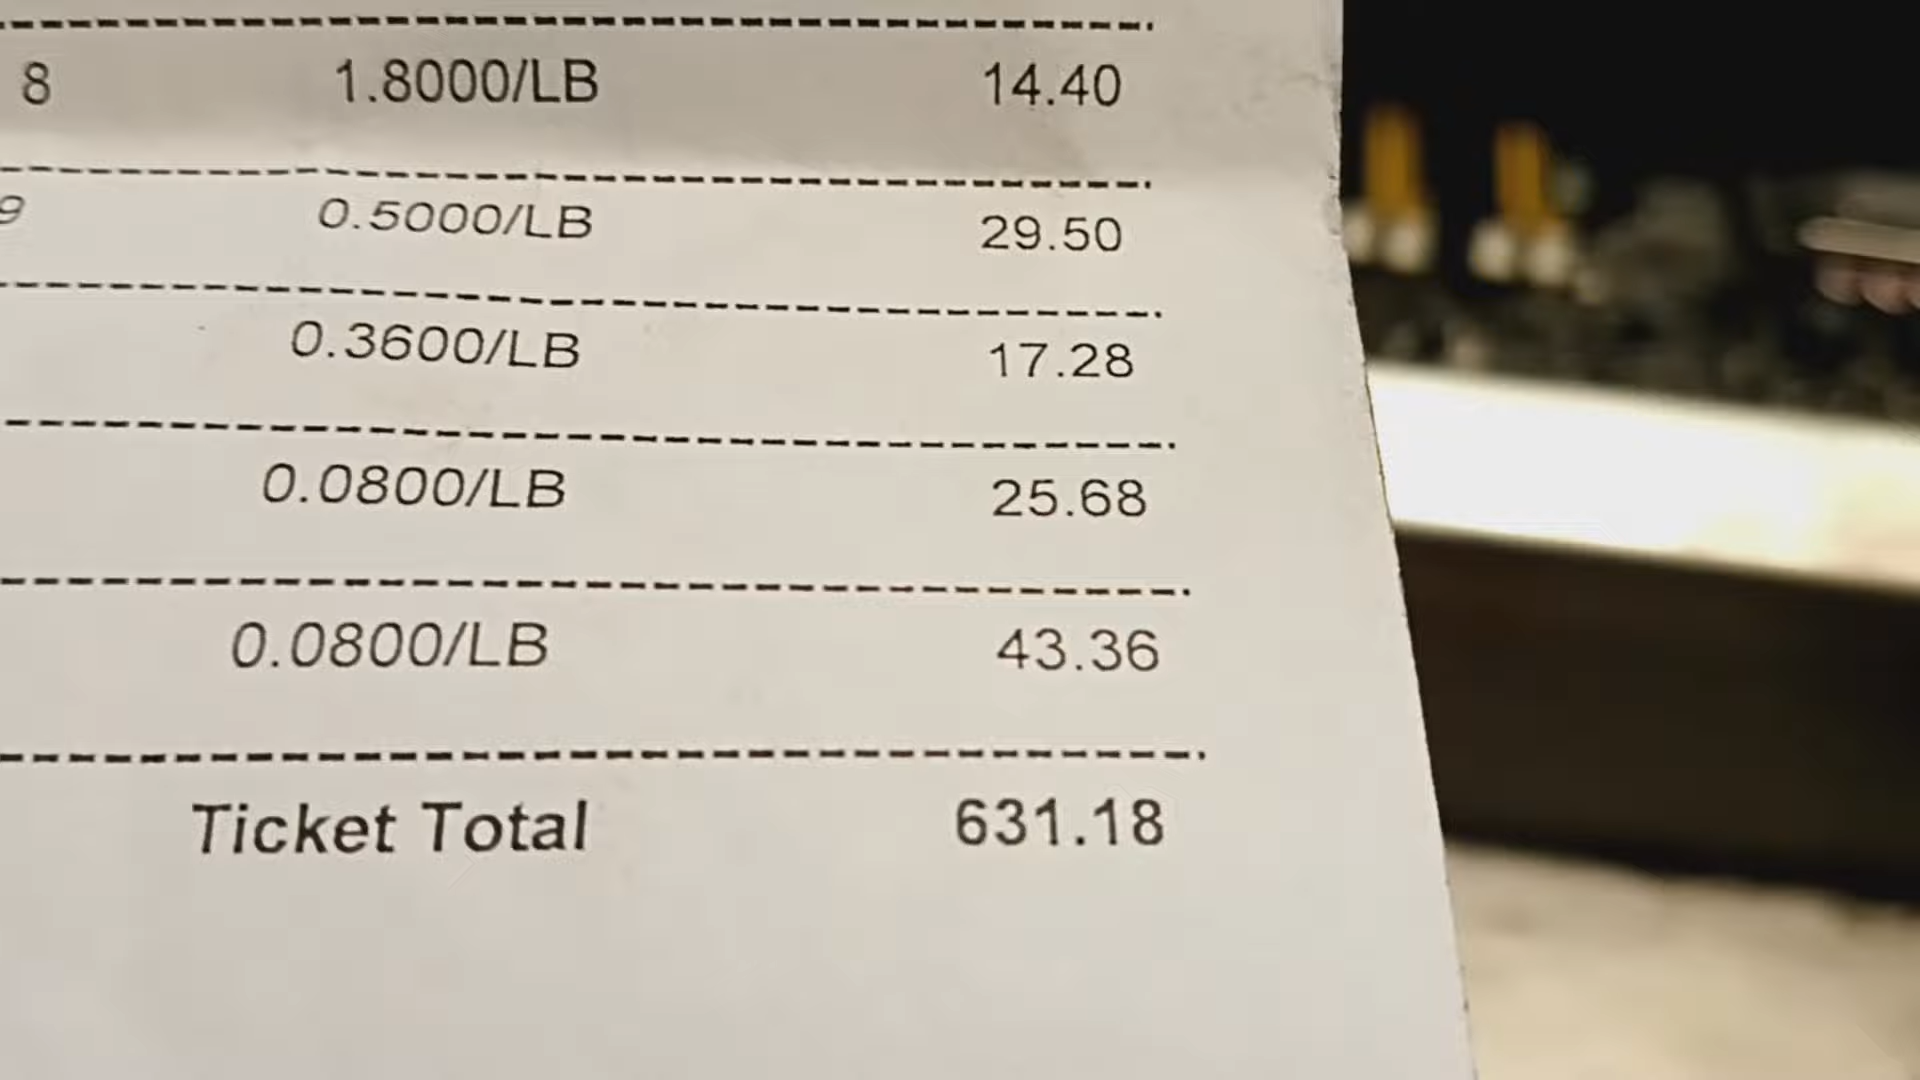 8 1.8000/LB 14.40
9 0.5000/LB 29.50
0.3600/LB 17.28
0.0800/LB 25.68
0.0800/LB 43.36
Ticket Total 631.18